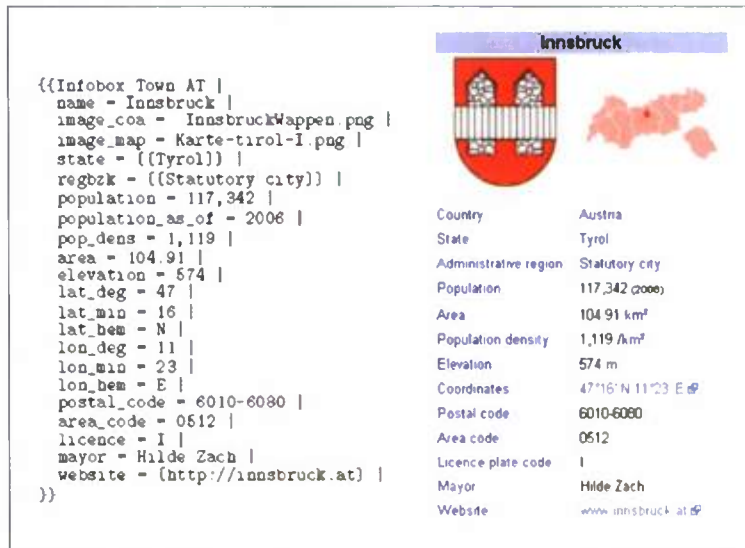 {{Infobox Town AT |
name = Innsbruck |
image_coa = InnsbruckWappen.png |
image_map = Karte-tirol-I.png |
state = [[Tyrol]] |
regbzk = [[Statutory city]] |
population = 117,342 |
population_as_of = 2006 |
pop_dens = 1,119 |
area = 104.91 |
elevation = 574 |
lat_deg = 47 |
lat_min = 16 |
lat_hem = N |
lon_deg = 11 |
lon_min = 23 |
lon_hem = E |
postal_code = 6010-6080 |
area_code = 0512 |
licence = I |
mayor = Hilde Zach |
website = [http://innsbruck.at] |
}}
Innsbruck
Country Austria
State Tyrol
Administrative region Statutory city
Population 117,342 (2006)
Area 104.91 km²
Population density 1,119 /km²
Elevation 574 m
Coordinates 47°16′ N 11°23′ E
Postal code 6010-6080
Area code 0512
Licence plate code I
Mayor Hilde Zach
Website www.innsbruck.at